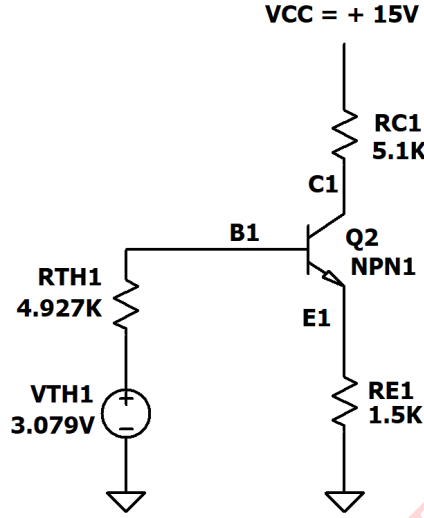 VCC = + 15V
RC1
5.1K
C1
B1
Q2
NPN1
RTH1
4.927K
E1
VTH1
3.079V
RE1
1.5K